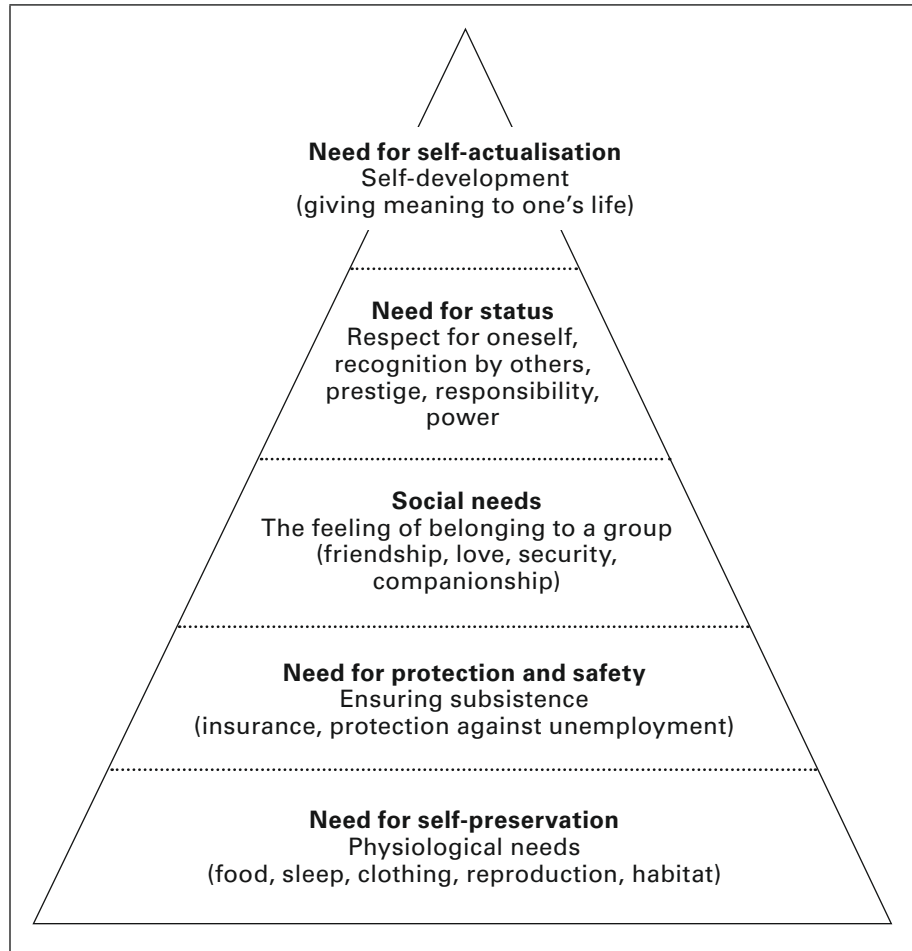 Need for self-actualisation
Self-development
(giving meaning to one's life)
Need for status
Respect for oneself,
recognition by others,
prestige, responsibility,
power
Social needs
The feeling of belonging to a group
(friendship, love, security,
companionship)
Need for protection and safety
Ensuring subsistence
(insurance, protection against unemployment)
Need for self-preservation
Physiological needs
(food, sleep, clothing, reproduction, habitat)